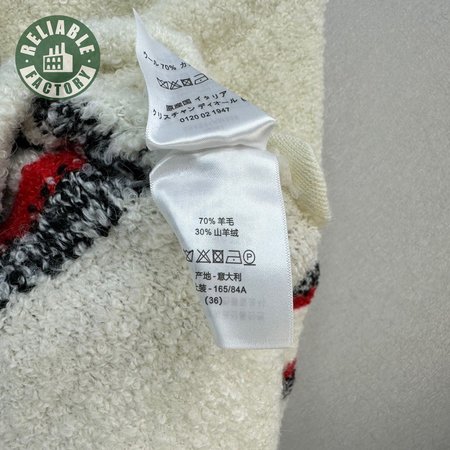 RELIABLE
FACTORY
ウール 70% カ
原産国 イタリア
クリスチャン ディオール
0120 02 1947
70% 羊毛
30% 山羊绒
产地 - 意大利
装 - 165/84A
(36)